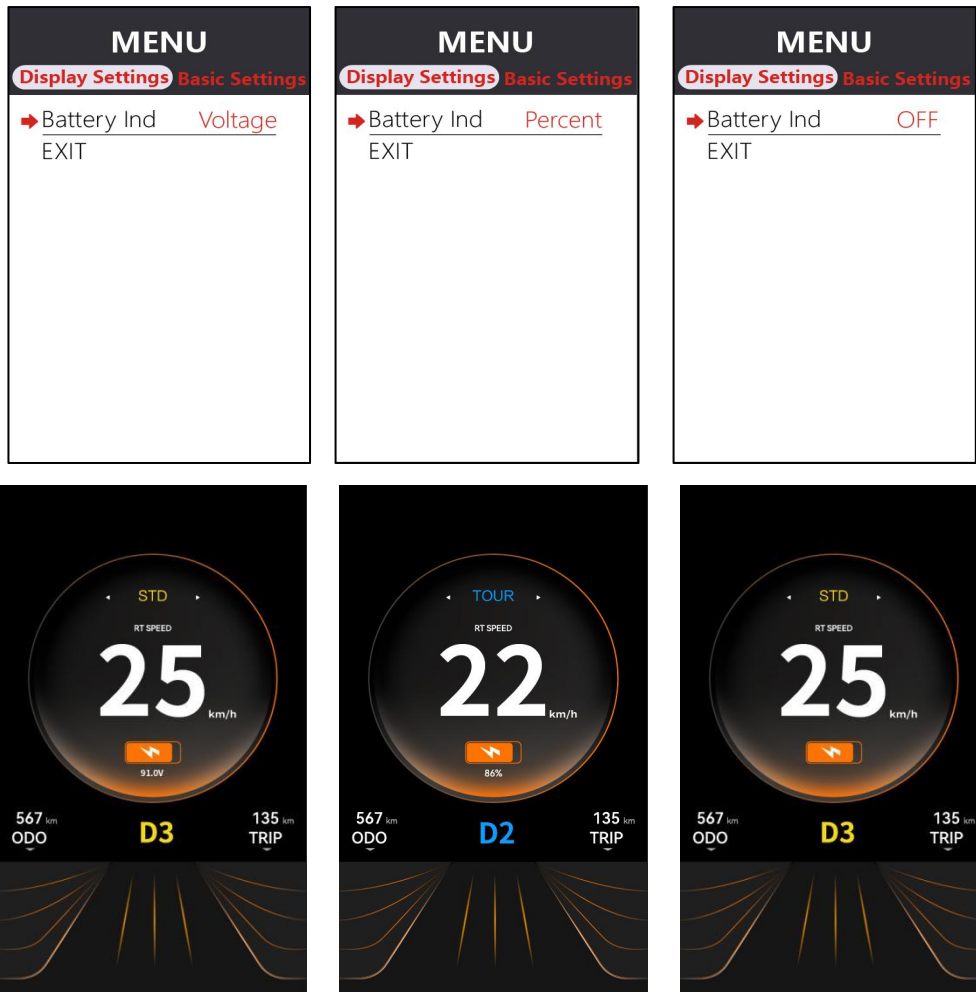 MENU
Display Settings Basic Settings
Battery Ind Voltage
EXIT
MENU
Display Settings Basic Settings
Battery Ind Percent
EXIT
MENU
Display Settings Basic Settings
Battery Ind OFF
EXIT
STD
RT SPEED
25 km/h
91.0V
567 km
ODO
D3
135 km
TRIP
TOUR
RT SPEED
22 km/h
86%
567 km
ODO
D2
135 km
TRIP
STD
RT SPEED
25 km/h
567 km
ODO
D3
135 km
TRIP